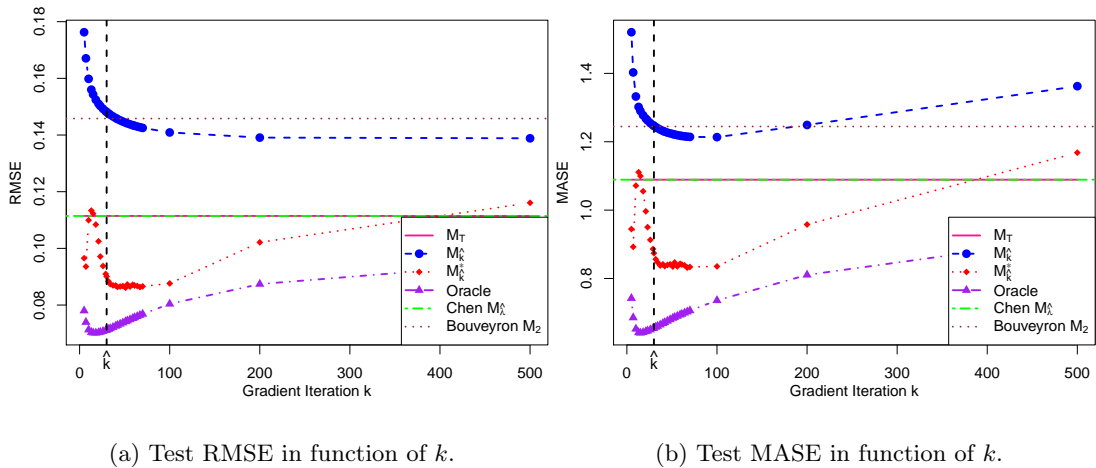 RMSE
0.18
0.16
0.14
0.12
0.10
0.08
0 100 200 300 400 500
k̂
Gradient Iteration k
M_T
M_k̂
M_k̂
Oracle
Chen M_λ̂
Bouveyron M₂
(a) Test RMSE in function of k.
MASE
1.4
1.2
1.0
0.8
0 100 200 300 400 500
k̂
Gradient Iteration k
M_T
M_k̂
M_k̂
Oracle
Chen M_λ̂
Bouveyron M₂
(b) Test MASE in function of k.